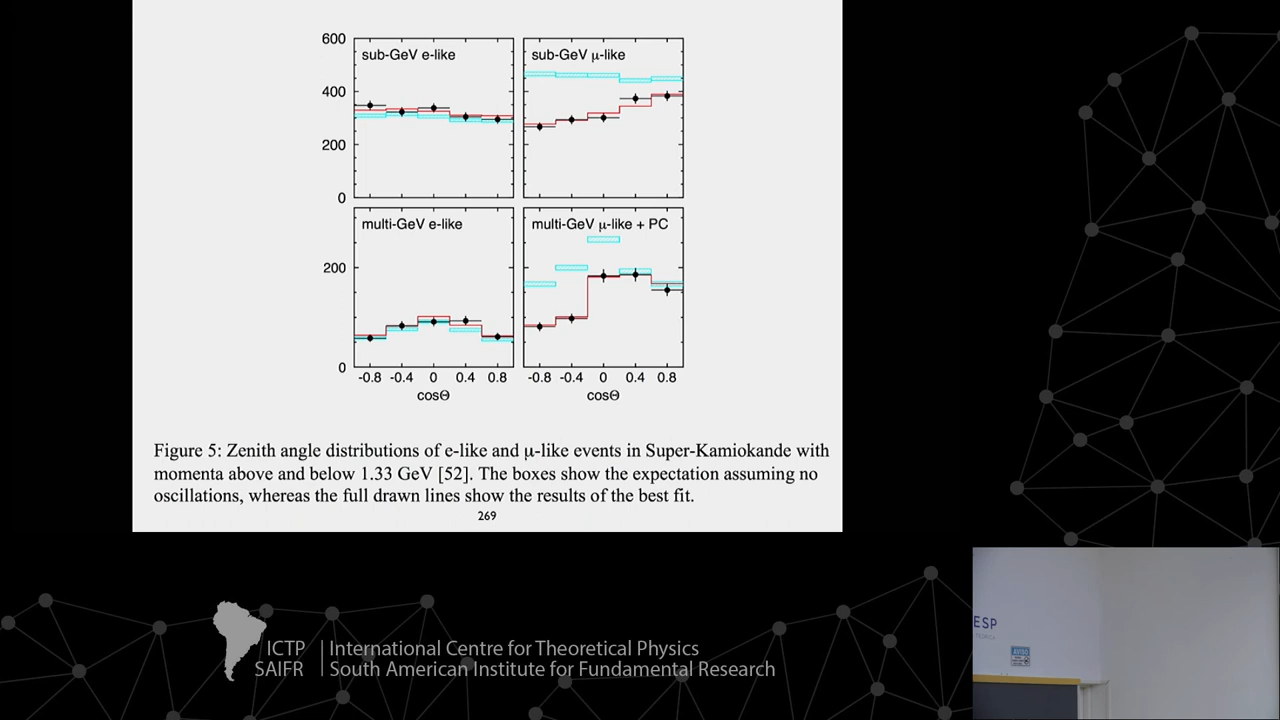 600
sub-GeV e-like
sub-GeV μ-like
400
200
0
multi-GeV e-like
multi-GeV μ-like + PC
200
0
-0.8 -0.4 0 0.4 0.8
-0.8 -0.4 0 0.4 0.8
cosΘ
cosΘ
Figure 5: Zenith angle distributions of e-like and μ-like events in Super-Kamiokande with
momenta above and below 1.33 GeV [52]. The boxes show the expectation assuming no
oscillations, whereas the full drawn lines show the results of the best fit.
269
ESP
AVISO
ICTP | International Centre for Theoretical Physics
SAIFR | South American Institute for Fundamental Research